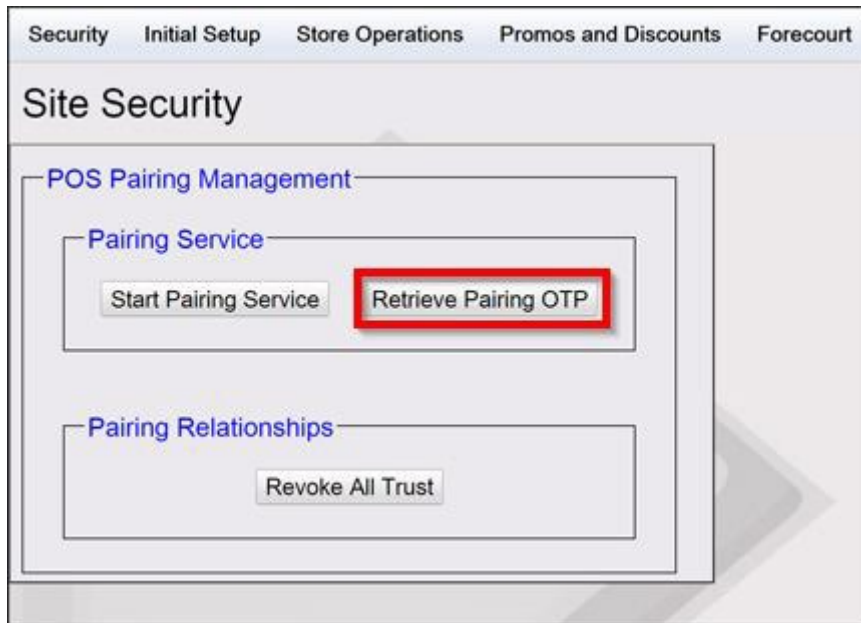 Security Initial Setup Store Operations Promos and Discounts Forecourt
Site Security
POS Pairing Management
Pairing Service
Start Pairing Service Retrieve Pairing OTP
Pairing Relationships
Revoke All Trust